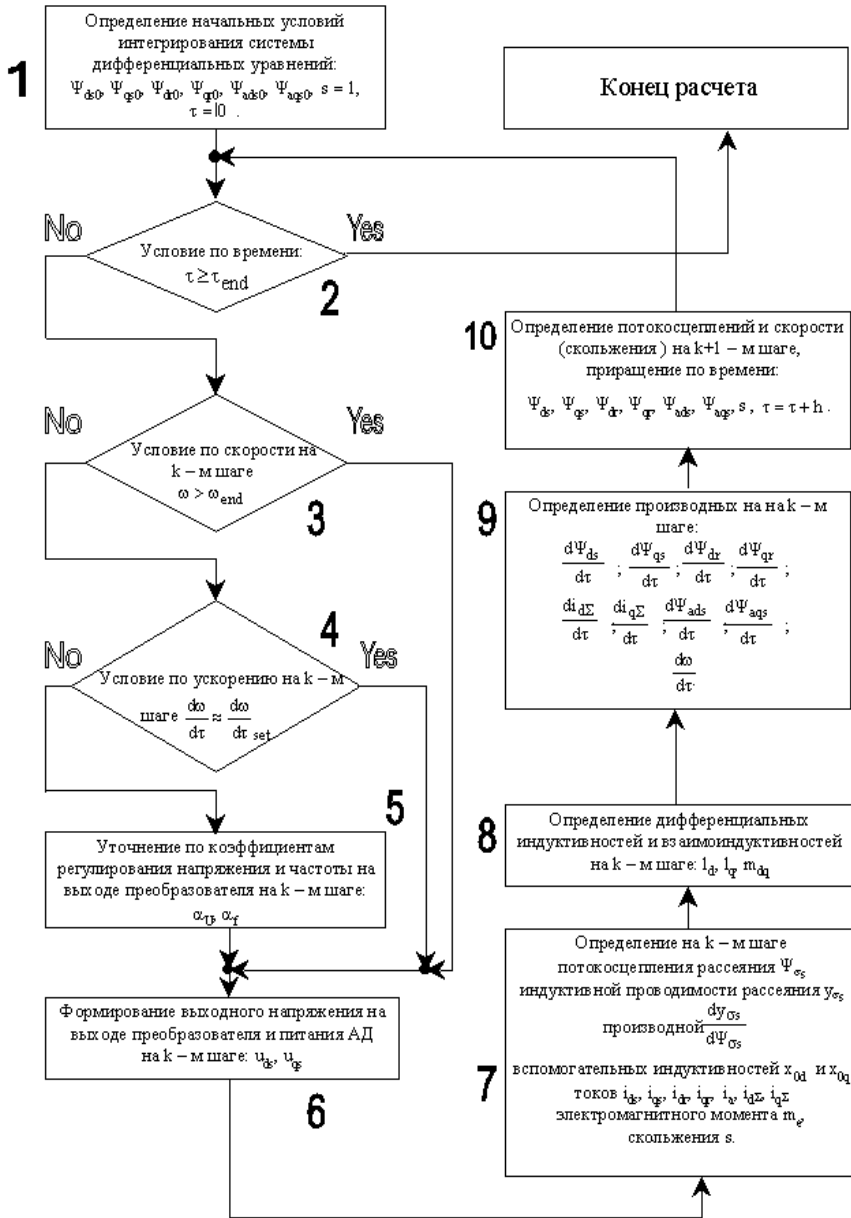 1
Определение начальных условий
интегрирования системы
дифференциальных уравнений:
Ψds0, Ψqs0, Ψdr0, Ψqr0, Ψads0, Ψaqs0, s = 1,
τ = |0 .
Конец расчета
No
Yes
Условие по времени:
τ ≥ τend
2
No
Yes
Условие по скорости на
k – м шаге
ω > ωend
3
4
No
Yes
Условие по ускорению на k – м
шаге dω/dτ ≈ dω/dτ set
5
Уточнение по коэффициентам
регулирования напряжения и частоты на
выходе преобразователя на k – м шаге:
αU, αf
Формирование выходного напряжения на
выходе преобразователя и питания АД
на k – м шаге: uds, uqs
6
7
Определение на k – м шаге
потокосцепления рассеяния Ψσs
индуктивной проводимости рассеяния yσs
производной dyσs/dΨσs
вспомогательных индуктивностей x0d и x0q
токов ids, iqs, idr, iqr, ia, idΣ, iqΣ
электромагнитного момента me,
скольжения s.
8
Определение дифференциальных
индуктивностей и взаимоиндуктивностей
на k – м шаге: ld, lq, mdq
9
Определение производных на на k – м
шаге:
dΨds/dτ ; dΨqs/dτ ; dΨdr/dτ ; dΨqr/dτ ;
didΣ/dτ ; diqΣ/dτ ; dΨads/dτ ; dΨaqs/dτ ;
dω/dτ.
10
Определение потокосцеплений и скорости
(скольжения ) на k+1 – м шаге,
приращение по времени:
Ψds, Ψqs, Ψdr, Ψqr, Ψads, Ψaqs, s , τ = τ + h .